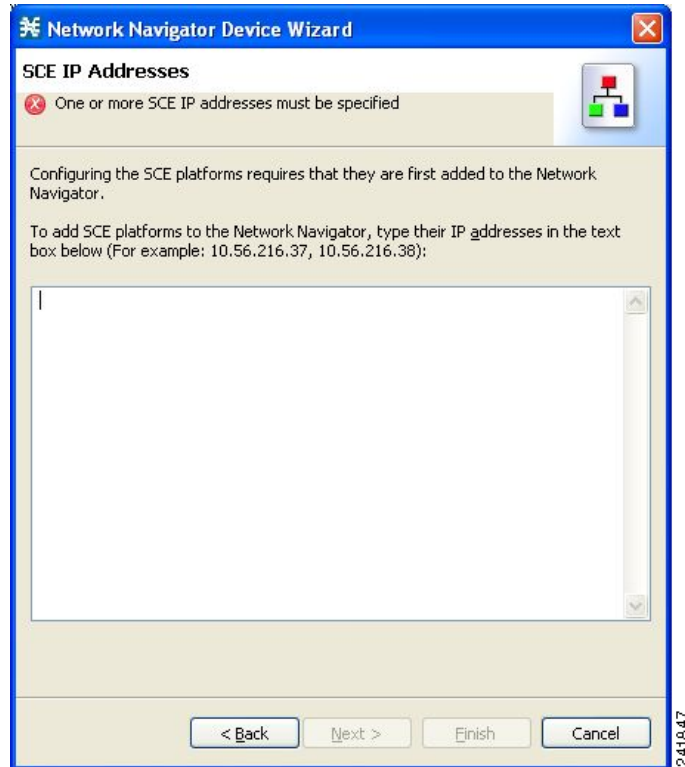 Network Navigator Device Wizard
SCE IP Addresses
One or more SCE IP addresses must be specified
Configuring the SCE platforms requires that they are first added to the Network
Navigator.
To add SCE platforms to the Network Navigator, type their IP addresses in the text
box below (For example: 10.56.216.37, 10.56.216.38):
< Back
Next >
Finish
Cancel
241847